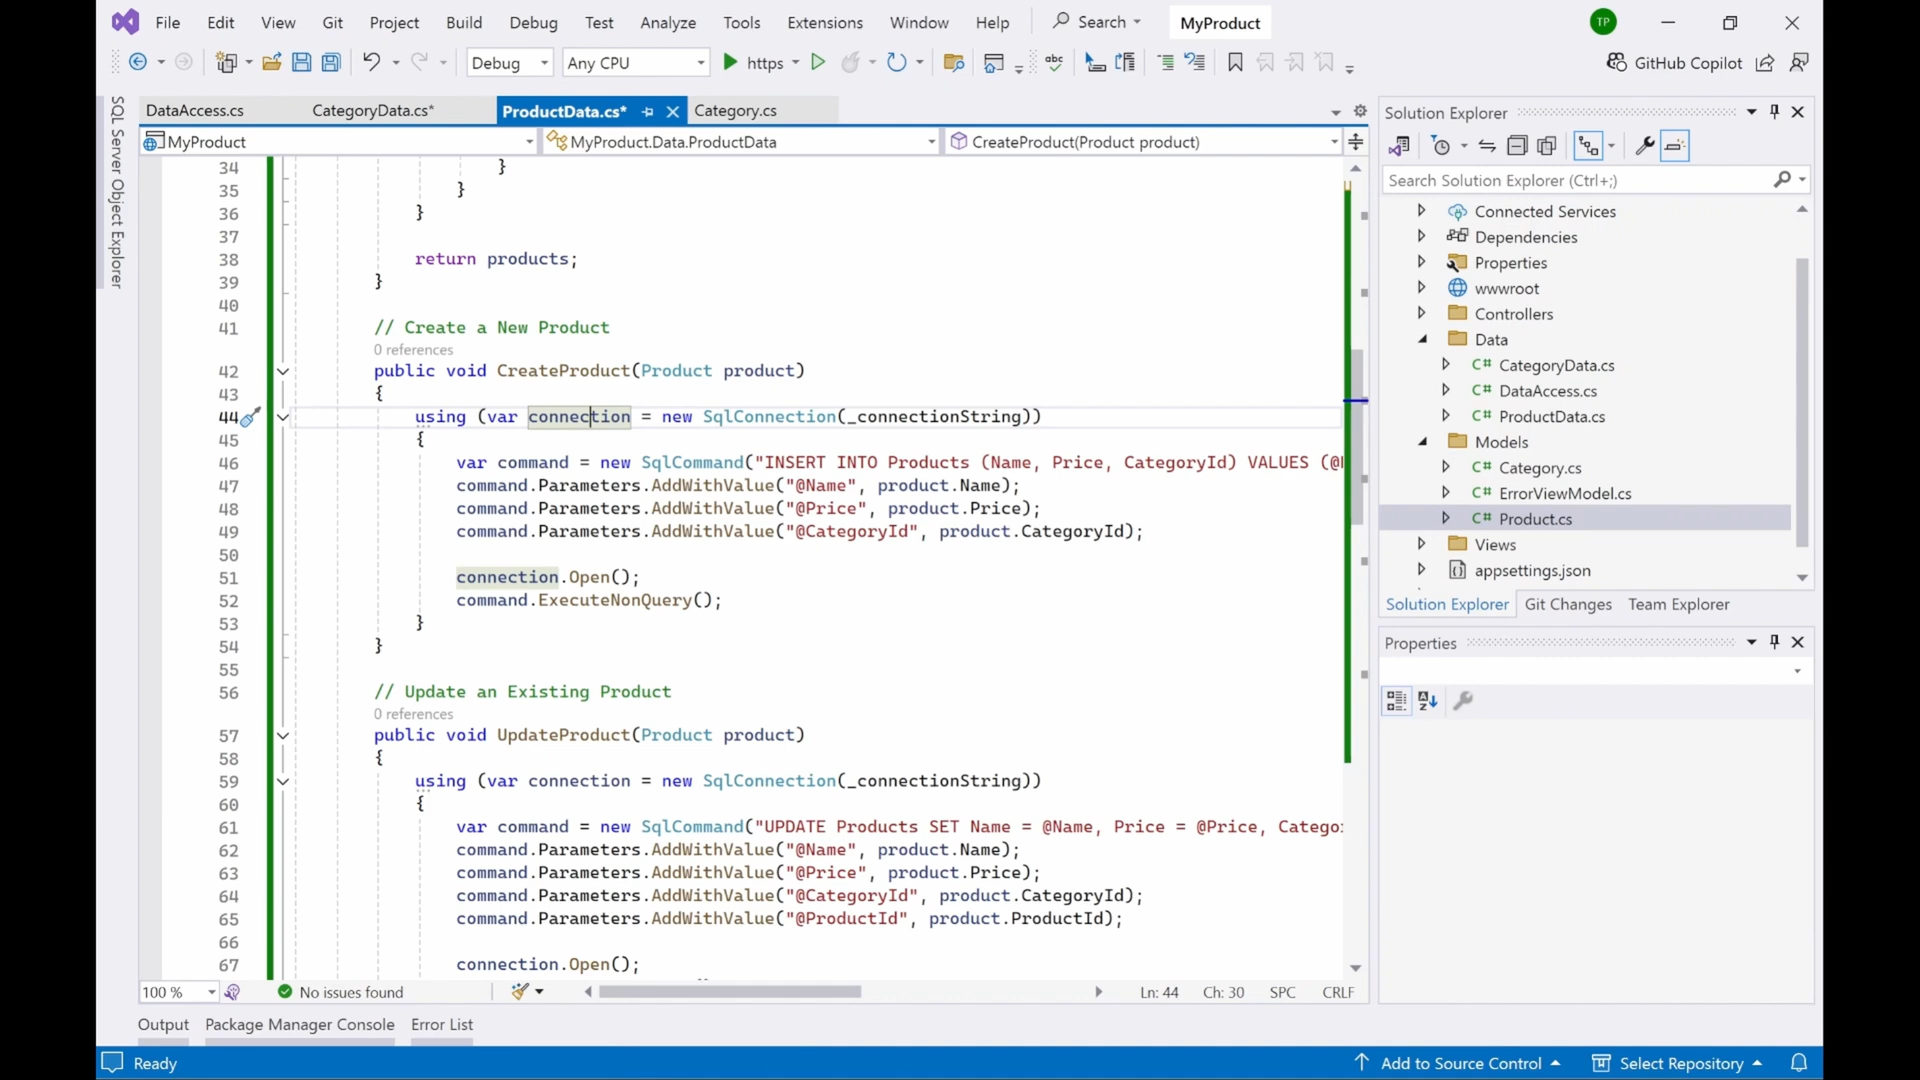 File Edit View Git Project Build Debug Test Analyze Tools Extensions Window Help Search MyProduct TP
Debug Any CPU https abc GitHub Copilot
SQL Server Object Explorer
DataAccess.cs CategoryData.cs* ProductData.cs* Category.cs
MyProduct MyProduct.Data.ProductData CreateProduct(Product product)
34 }
35 }
36 }
37
38 return products;
39 }
40
41 // Create a New Product
0 references
42 public void CreateProduct(Product product)
43 {
44 using (var connection = new SqlConnection(_connectionString))
45 {
46 var command = new SqlCommand("INSERT INTO Products (Name, Price, CategoryId) VALUES (@
47 command.Parameters.AddWithValue("@Name", product.Name);
48 command.Parameters.AddWithValue("@Price", product.Price);
49 command.Parameters.AddWithValue("@CategoryId", product.CategoryId);
50
51 connection.Open();
52 command.ExecuteNonQuery();
53 }
54 }
55
56 // Update an Existing Product
0 references
57 public void UpdateProduct(Product product)
58 {
59 using (var connection = new SqlConnection(_connectionString))
60 {
61 var command = new SqlCommand("UPDATE Products SET Name = @Name, Price = @Price, Catego
62 command.Parameters.AddWithValue("@Name", product.Name);
63 command.Parameters.AddWithValue("@Price", product.Price);
64 command.Parameters.AddWithValue("@CategoryId", product.CategoryId);
65 command.Parameters.AddWithValue("@ProductId", product.ProductId);
66
67 connection.Open();
100 % No issues found Ln: 44 Ch: 30 SPC CRLF
Output Package Manager Console Error List
Solution Explorer
Search Solution Explorer (Ctrl+;)
Connected Services
Dependencies
Properties
wwwroot
Controllers
Data
C# CategoryData.cs
C# DataAccess.cs
C# ProductData.cs
Models
C# Category.cs
C# ErrorViewModel.cs
C# Product.cs
Views
appsettings.json
Solution Explorer Git Changes Team Explorer
Properties
Ready Add to Source Control Select Repository